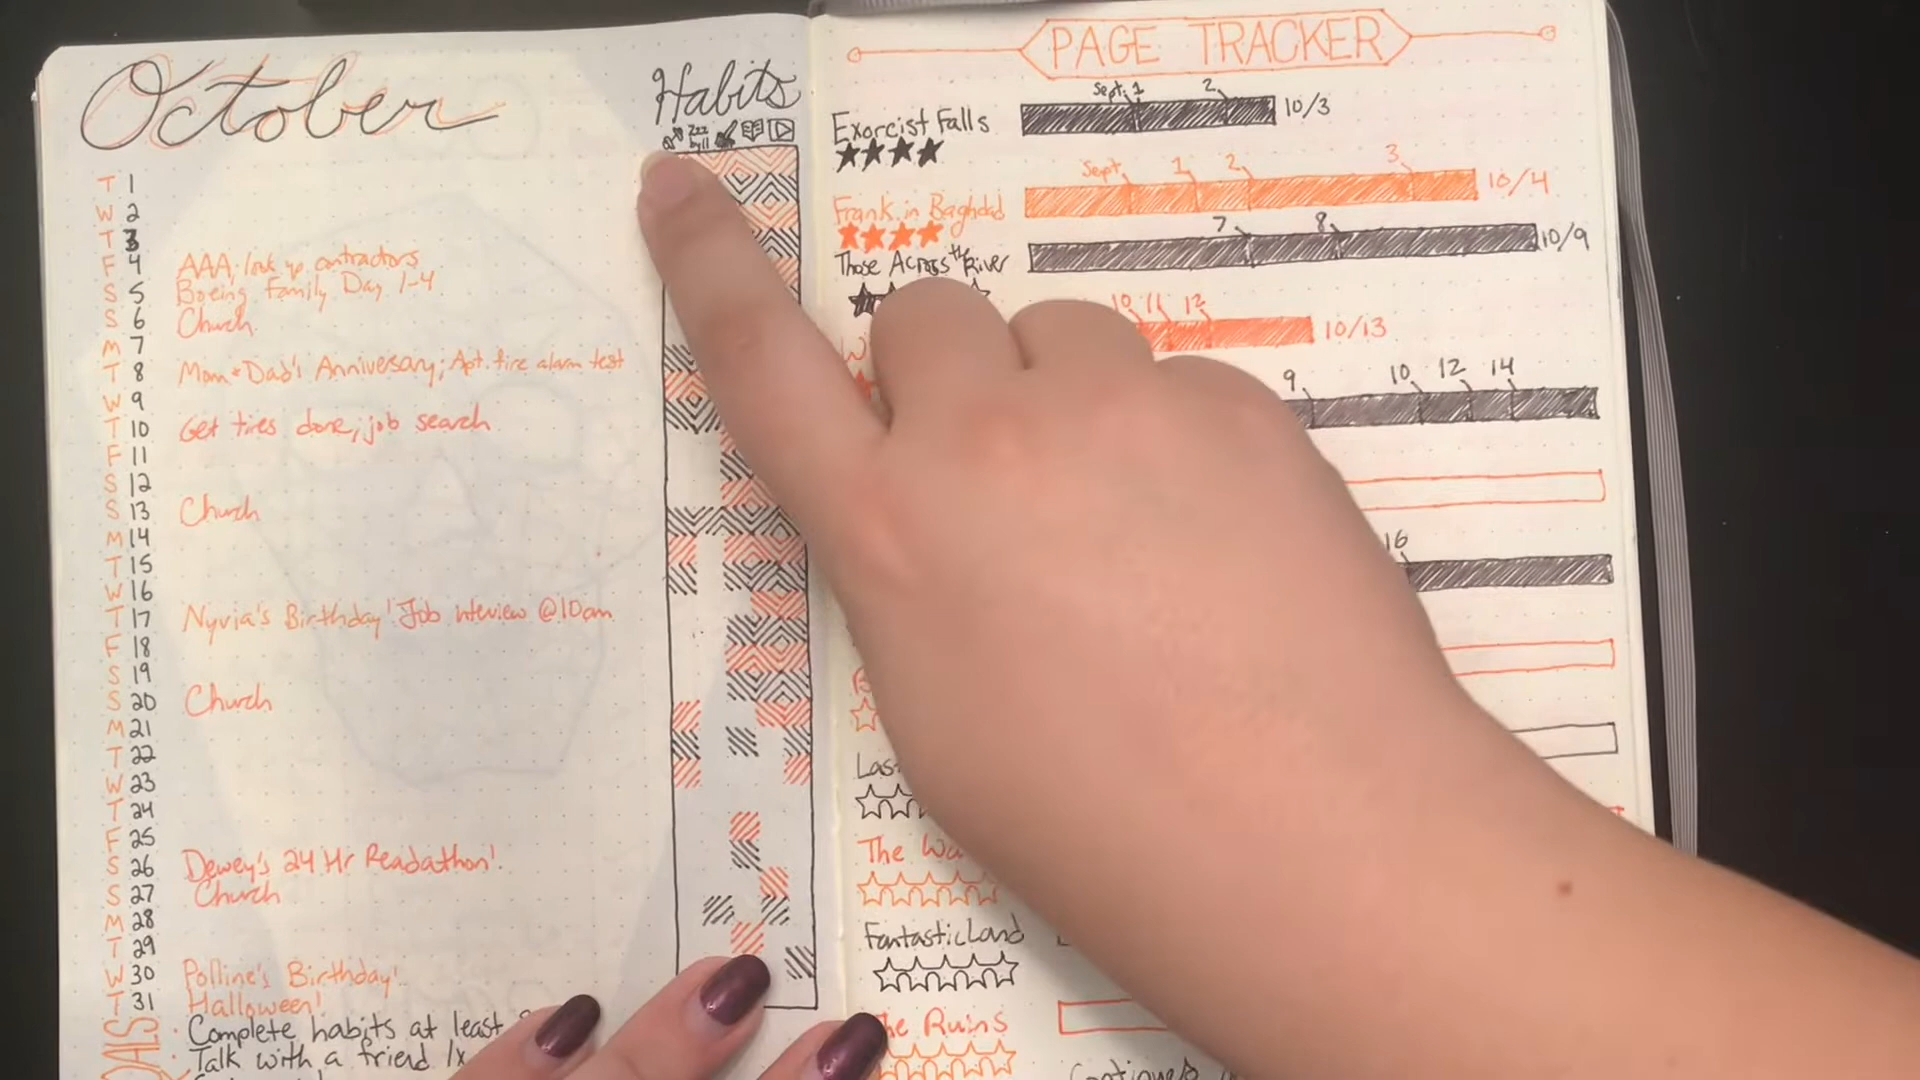 October
Habits
Zzz
by 11
T 1
W 2
T 3
F 4 AAA, look up contractors
S 5 Boeing Family Day 1-4
S 6 Church
M 7
T 8 Mom + Dad's Anniversary; Apt. fire alarm test
W 9
T 10 Get tires done, job search
F 11
S 12
S 13 Church
M 14
T 15
W 16
T 17 Nyvia's Birthday! Job nteview @10am
F 18
S 19
S 20 Church
M 21
T 22
W 23
T 24
F 25
S 26 Dewey's 24 Hr Readathon!
S 27 Church
M 28
T 29
W 30 Polline's Birthday!
T 31 Halloween!
Complete habits at least
Talk with a friend 1x
PAGE TRACKER
Sept. 1 2
Exorcist Falls 10/3
Sept 1 2 3
Frank. in Baghdad 10/4
7 8
Those Across the River 10/9
10 11 12
10/13
9 10 12 14
16
Las
The Wa
FantasticLand
The Ruins